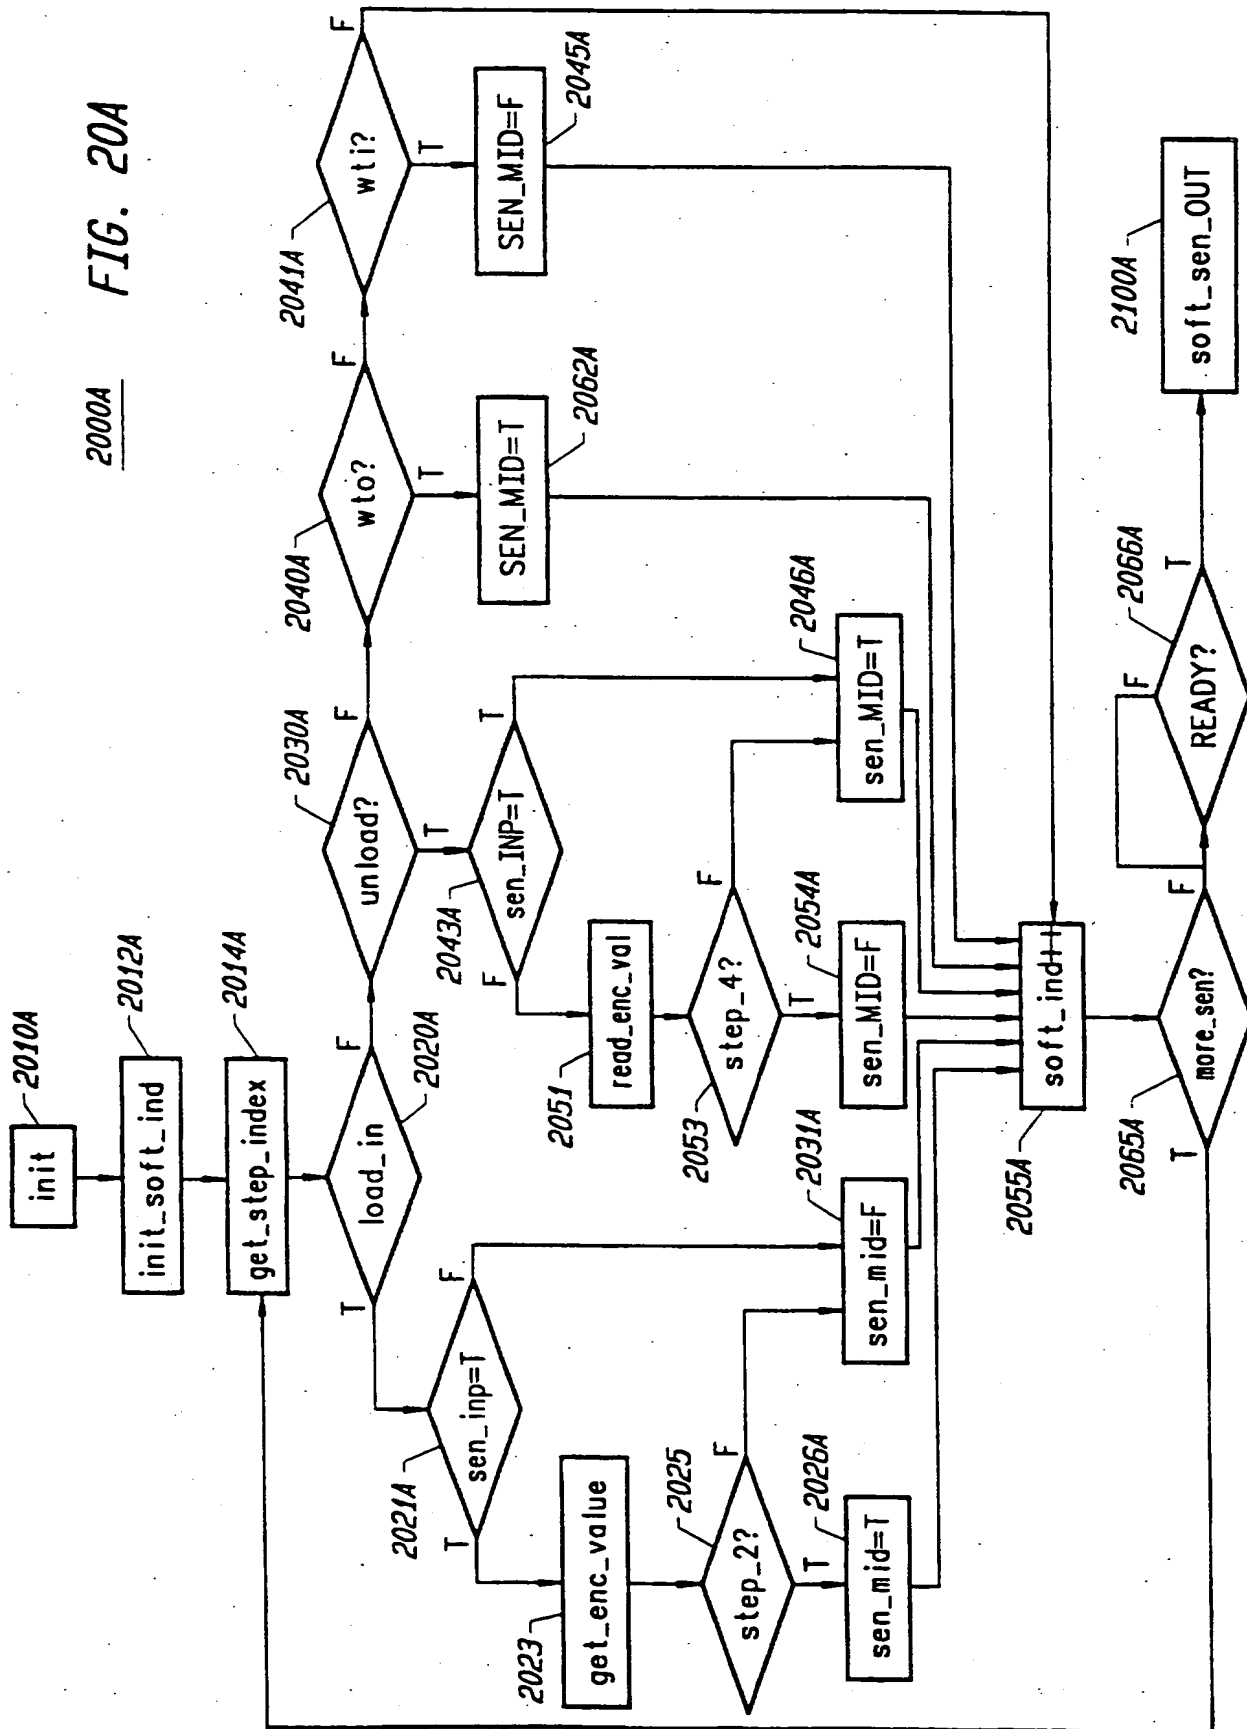 2000A
FIG. 20A
init
2010A
init_soft_ind
2012A
get_step_index
2014A
load_in
2020A
T
F
unload?
2030A
F
T
wto?
2040A
F
T
wti?
2041A
F
T
sen_inp=T
2021A
T
F
sen_INP=T
2043A
F
T
SEN_MID=T
2062A
SEN_MID=F
2045A
get_enc_value
2023
read_enc_val
2051
step_2?
2025
F
T
step_4?
2053
F
T
sen_mid=T
2026A
sen_mid=F
2031A
sen_MID=F
2054A
sen_MID=T
2046A
soft_ind++
2055A
more_sen?
2065A
T
F
READY?
2066A
F
T
soft_sen_OUT
2100A